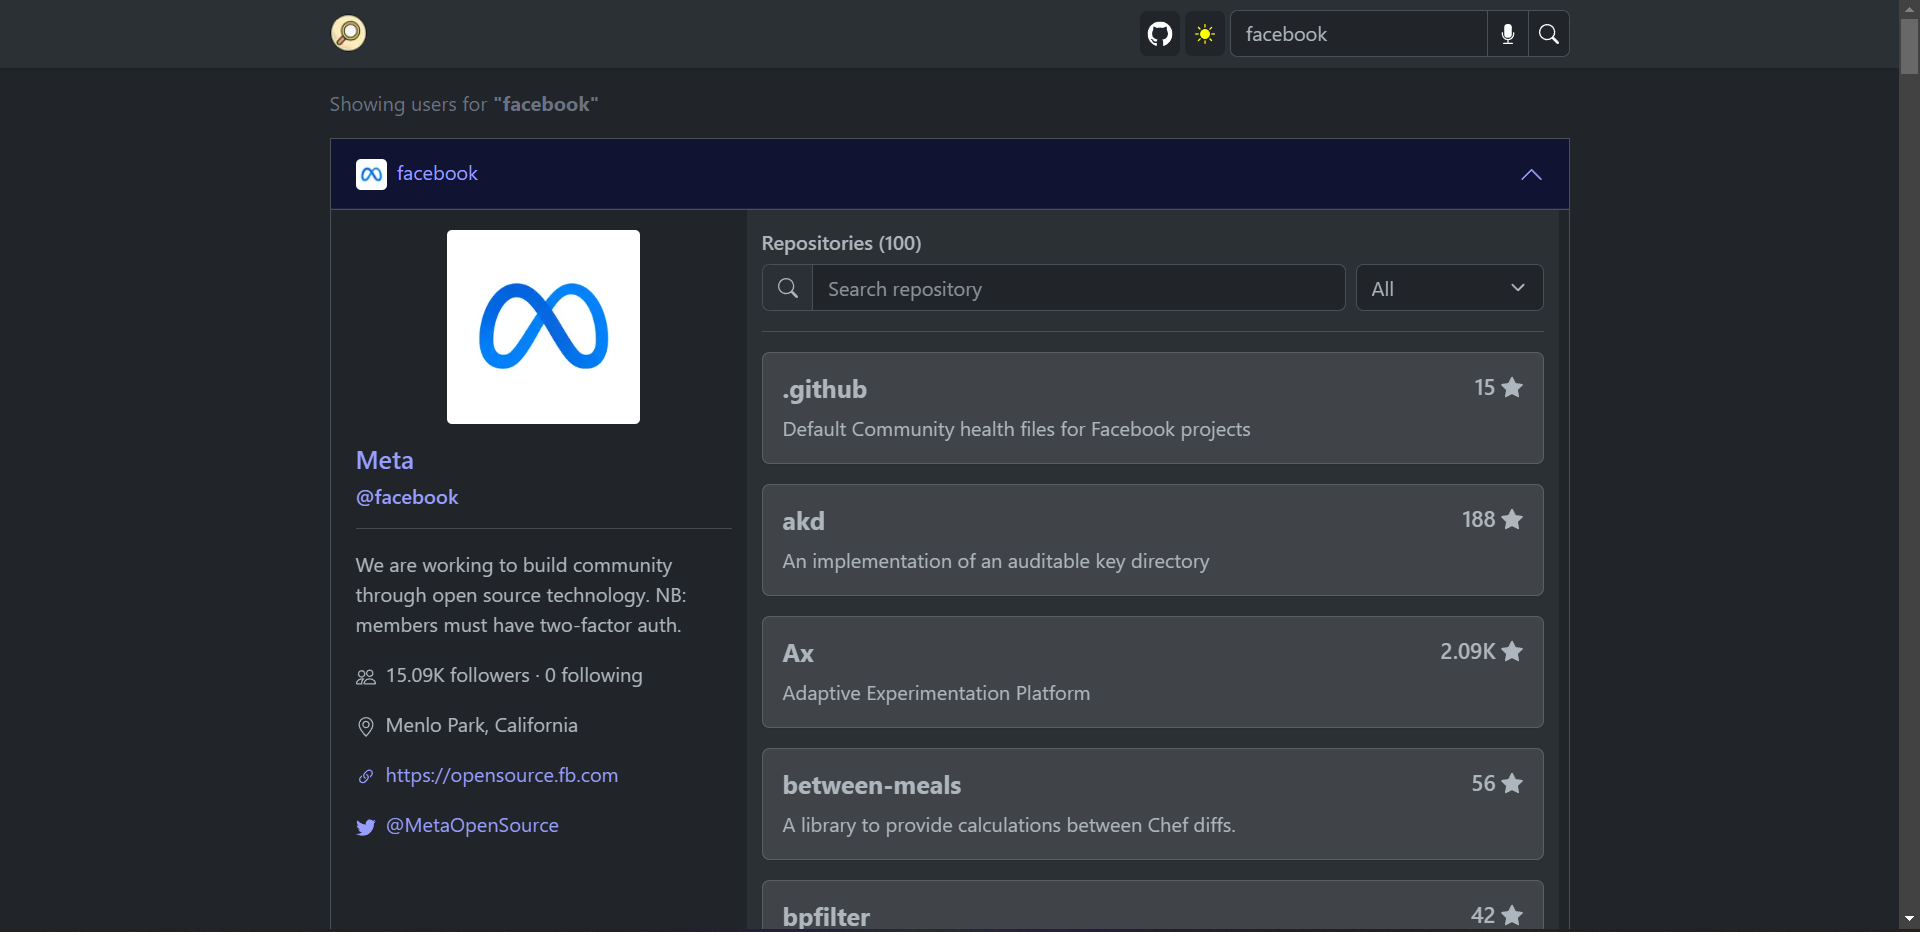 facebook
Showing users for "facebook"
facebook
Meta
@facebook
We are working to build community
through open source technology. NB:
members must have two-factor auth.
15.09K followers · 0 following
Menlo Park, California
https://opensource.fb.com
@MetaOpenSource
Repositories (100)
Search repository
All
.github
15
Default Community health files for Facebook projects
akd
188
An implementation of an auditable key directory
Ax
2.09K
Adaptive Experimentation Platform
between-meals
56
A library to provide calculations between Chef diffs.
bpfilter
42